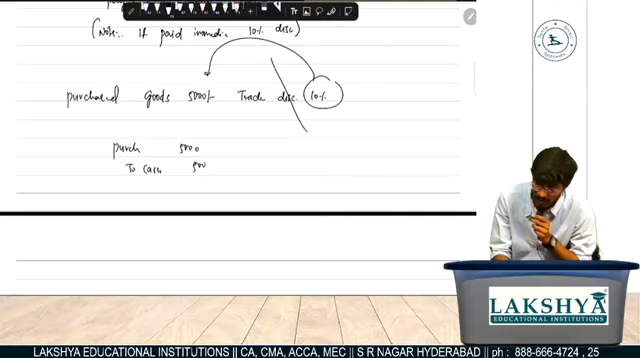 (Note:. If paid immedi 10% disc)
purchased Goods 5000/- Trade disc. 10%
purch 5000
To cash 500
LAKSHYA
EDUCATIONAL INSTITUTIONS
LAKSHYA EDUCATIONAL INSTITUTIONS || CA, CMA, ACCA, MEC || S R NAGAR HYDERABAD || ph : 888-666-4724 , 25